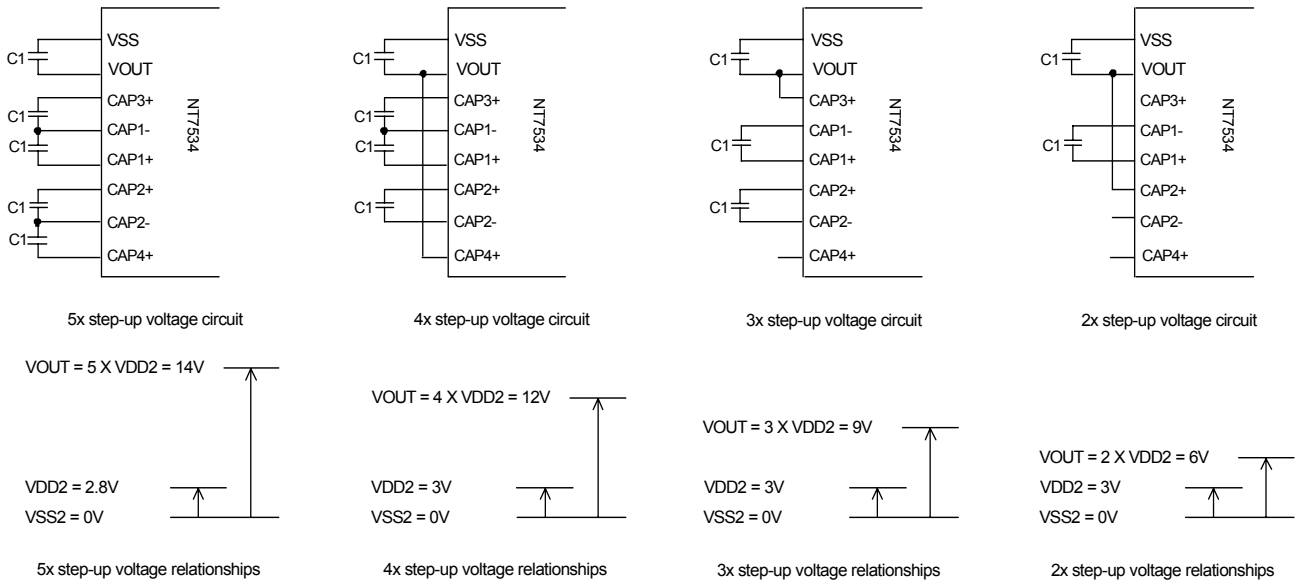 VSS
C1
VOUT
CAP3+
C1
CAP1-
C1
CAP1+
CAP2+
C1
CAP2-
C1
CAP4+
NT7534
5x step-up voltage circuit
VSS
C1
VOUT
CAP3+
C1
CAP1-
C1
CAP1+
CAP2+
C1
CAP2-
CAP4+
NT7534
4x step-up voltage circuit
VSS
C1
VOUT
CAP3+
CAP1-
C1
CAP1+
CAP2+
C1
CAP2-
CAP4+
NT7534
3x step-up voltage circuit
VSS
C1
VOUT
CAP3+
CAP1-
C1
CAP1+
CAP2+
CAP2-
CAP4+
NT7534
2x step-up voltage circuit
VOUT = 5 X VDD2 = 14V
VDD2 = 2.8V
VSS2 = 0V
5x step-up voltage relationships
VOUT = 4 X VDD2 = 12V
VDD2 = 3V
VSS2 = 0V
4x step-up voltage relationships
VOUT = 3 X VDD2 = 9V
VDD2 = 3V
VSS2 = 0V
3x step-up voltage relationships
VOUT = 2 X VDD2 = 6V
VDD2 = 3V
VSS2 = 0V
2x step-up voltage relationships